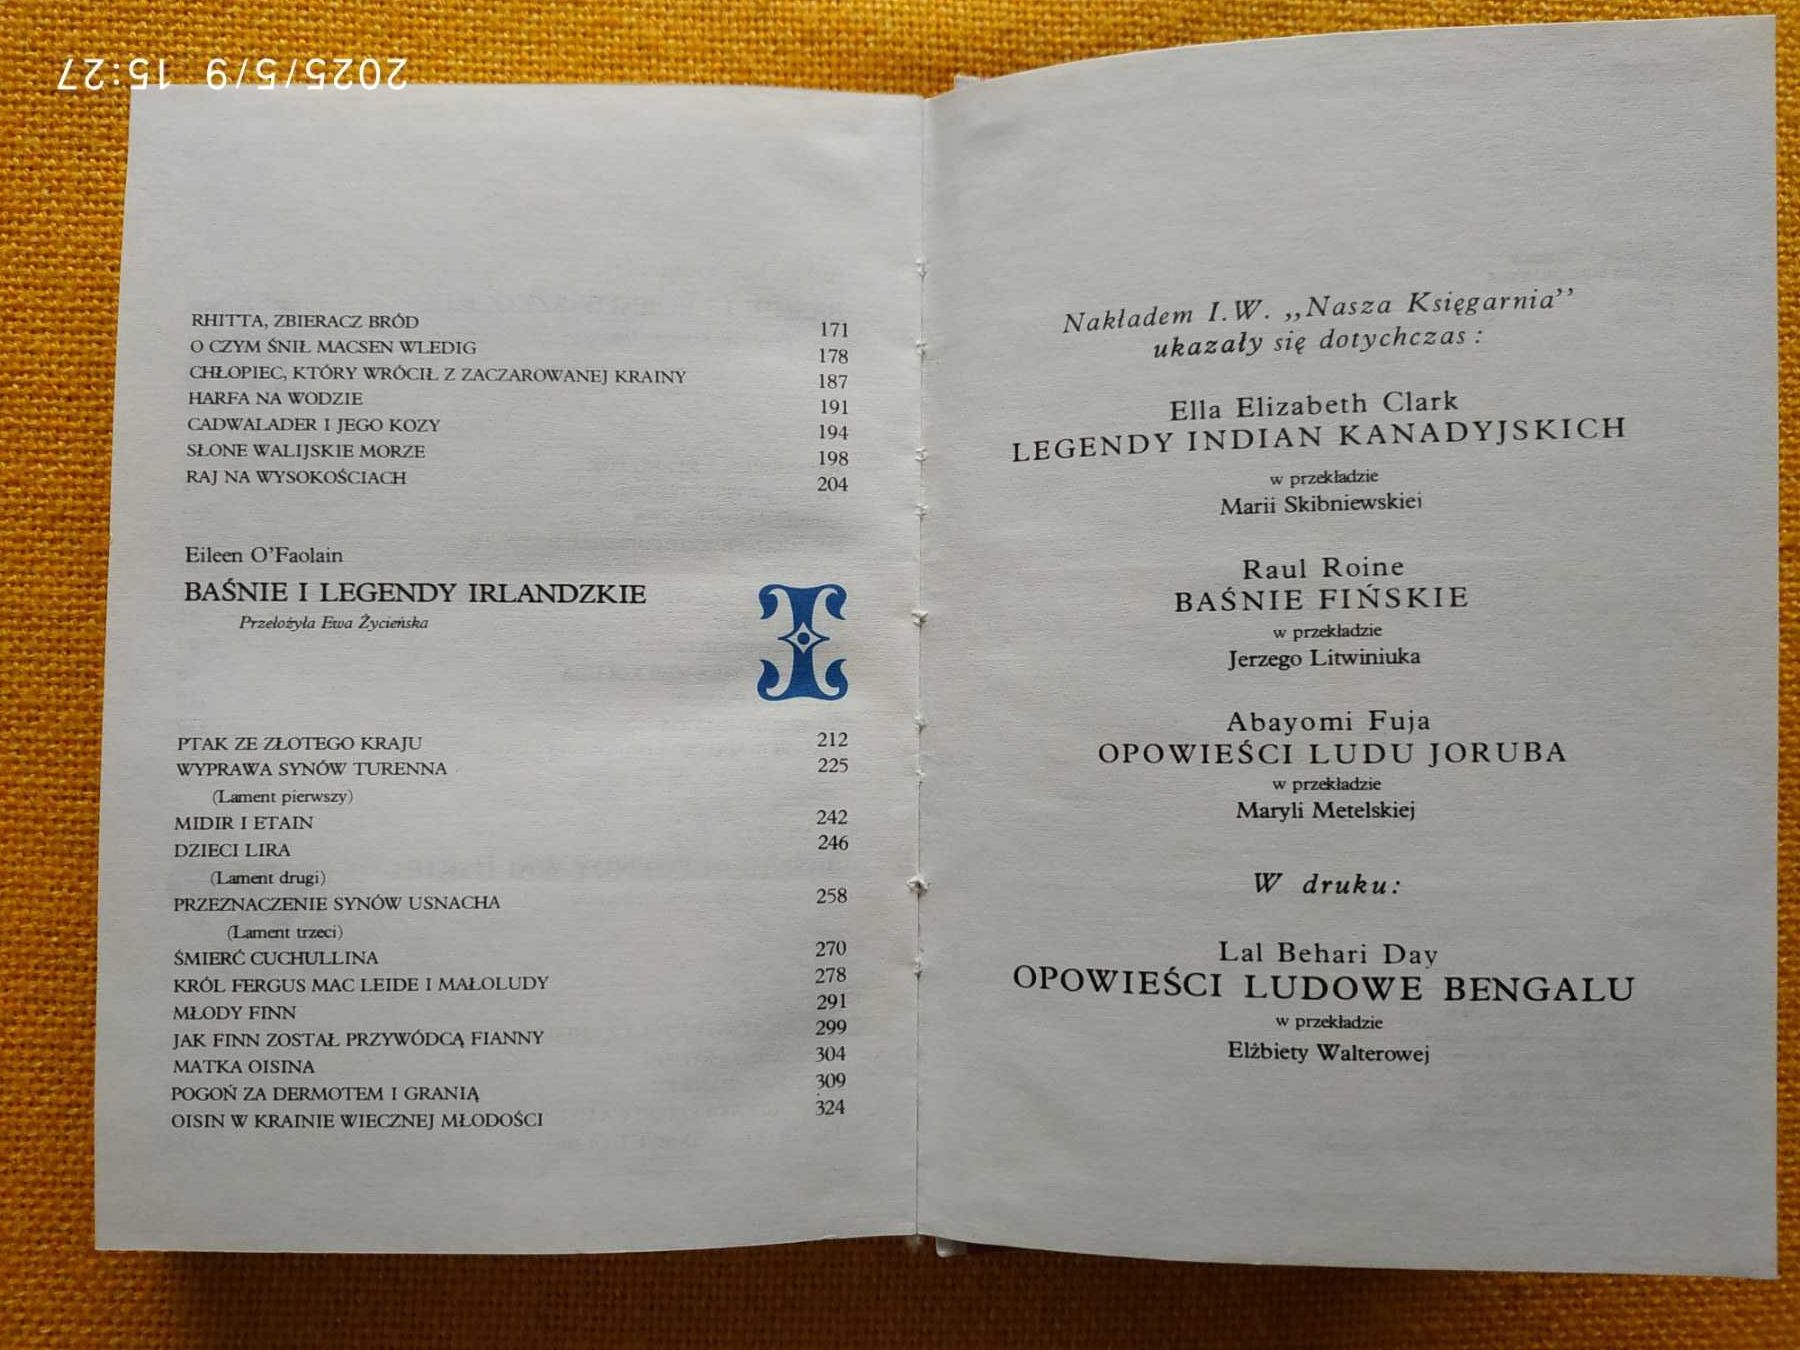 2025/5/9 15:27
RHITTA, ZBIERACZ BRÓD 171
O CZYM ŚNIŁ MACSEN WLEDIG 178
CHŁOPIEC, KTÓRY WRÓCIŁ Z ZACZAROWANEJ KRAINY 187
HARFA NA WODZIE 191
CADWALADER I JEGO KOZY 194
SŁONE WALIJSKIE MORZE 198
RAJ NA WYSOKOŚCIACH 204
Eileen O'Faolain
BAŚNIE I LEGENDY IRLANDZKIE
Przełożyła Ewa Życieńska
PTAK ZE ZŁOTEGO KRAJU 212
WYPRAWA SYNÓW TURENNA 225
(Lament pierwszy)
MIDIR I ETAIN 242
DZIECI LIRA 246
(Lament drugi)
PRZEZNACZENIE SYNÓW USNACHA 258
(Lament trzeci)
ŚMIERĆ CUCHULLINA 270
KRÓL FERGUS MAC LEIDE I MAŁOLUDY 278
MŁODY FINN 291
JAK FINN ZOSTAŁ PRZYWÓDCĄ FIANNY 299
MATKA OISINA 304
POGOŃ ZA DERMOTEM I GRANIĄ 309
OISIN W KRAINIE WIECZNEJ MŁODOŚCI 324
Nakładem I.W. „Nasza Księgarnia”
ukazały się dotychczas:
Ella Elizabeth Clark
LEGENDY INDIAN KANADYJSKICH
w przekładzie
Marii Skibniewskiej
Raul Roine
BAŚNIE FIŃSKIE
w przekładzie
Jerzego Litwiniuka
Abayomi Fuja
OPOWIEŚCI LUDU JORUBA
w przekładzie
Maryli Metelskiej
W druku:
Lal Behari Day
OPOWIEŚCI LUDOWE BENGALU
w przekładzie
Elżbiety Walterowej